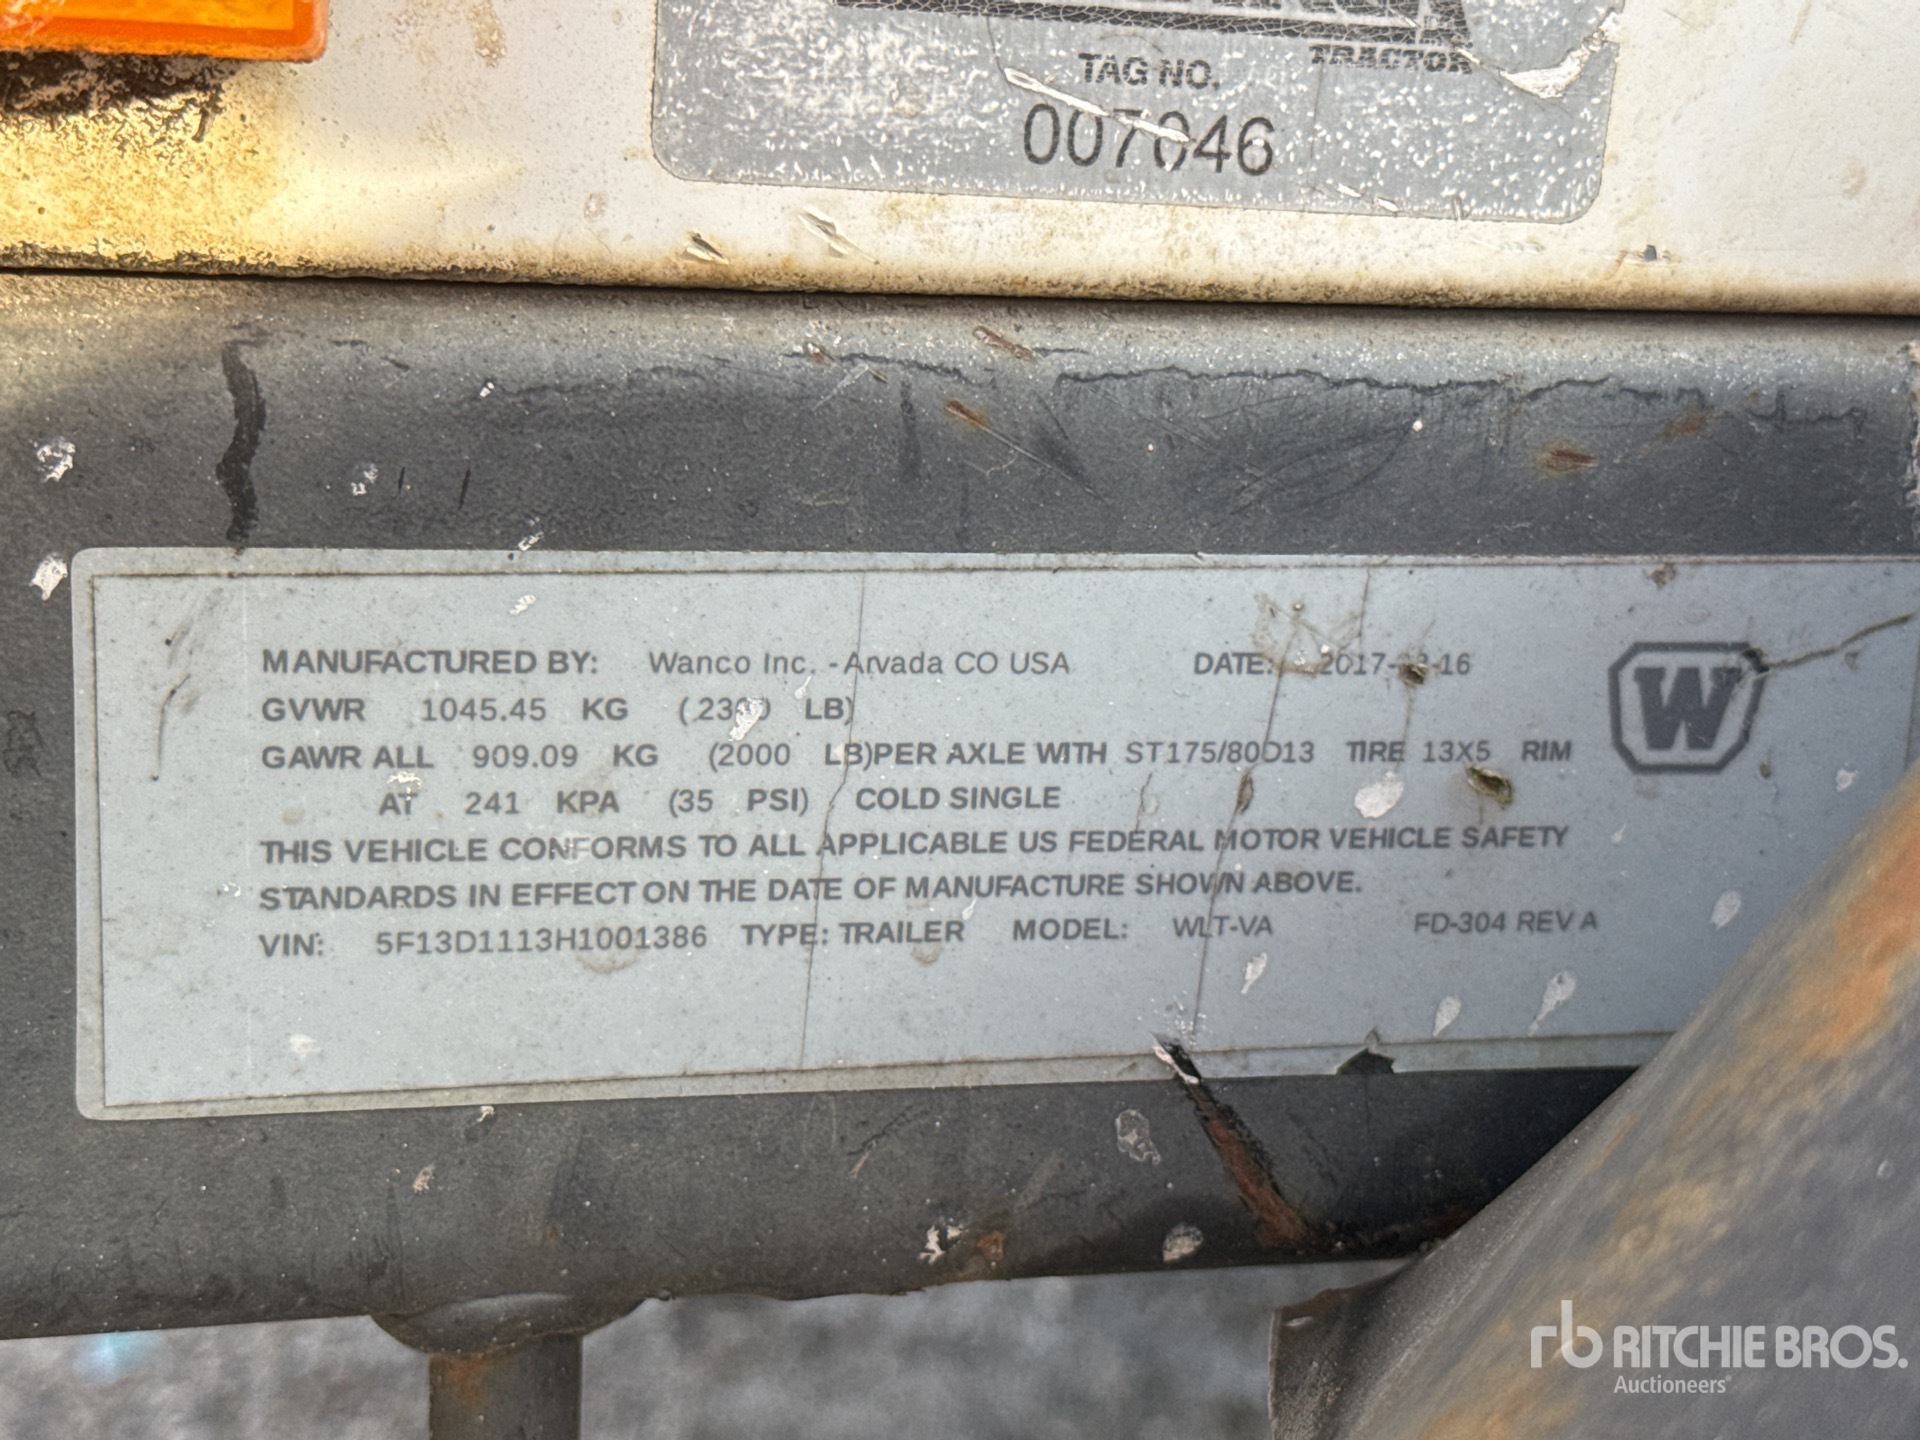 TRACTOR
TAG NO.
007046
MANUFACTURED BY: Wanco Inc. - Arvada CO USA DATE:
GVWR 1045.45 KG LB)
GAWR ALL 909.09 KG (2000 LB)PER AXLE WITH ST175/80D13 TIRE 13X5 RIM
AT 241 KPA (35 PSI) COLD SINGLE
THIS VEHICLE CONFORMS TO ALL APPLICABLE US FEDERAL MOTOR VEHICLE SAFETY
STANDARDS IN EFFECT ON THE DATE OF MANUFACTURE SHOWN ABOVE.
VIN: 5F13D1113H1001386 TYPE: TRAILER MODEL: WLT-VA FD-304 REV A
W
rb RITCHIE BROS.
Auctioneers